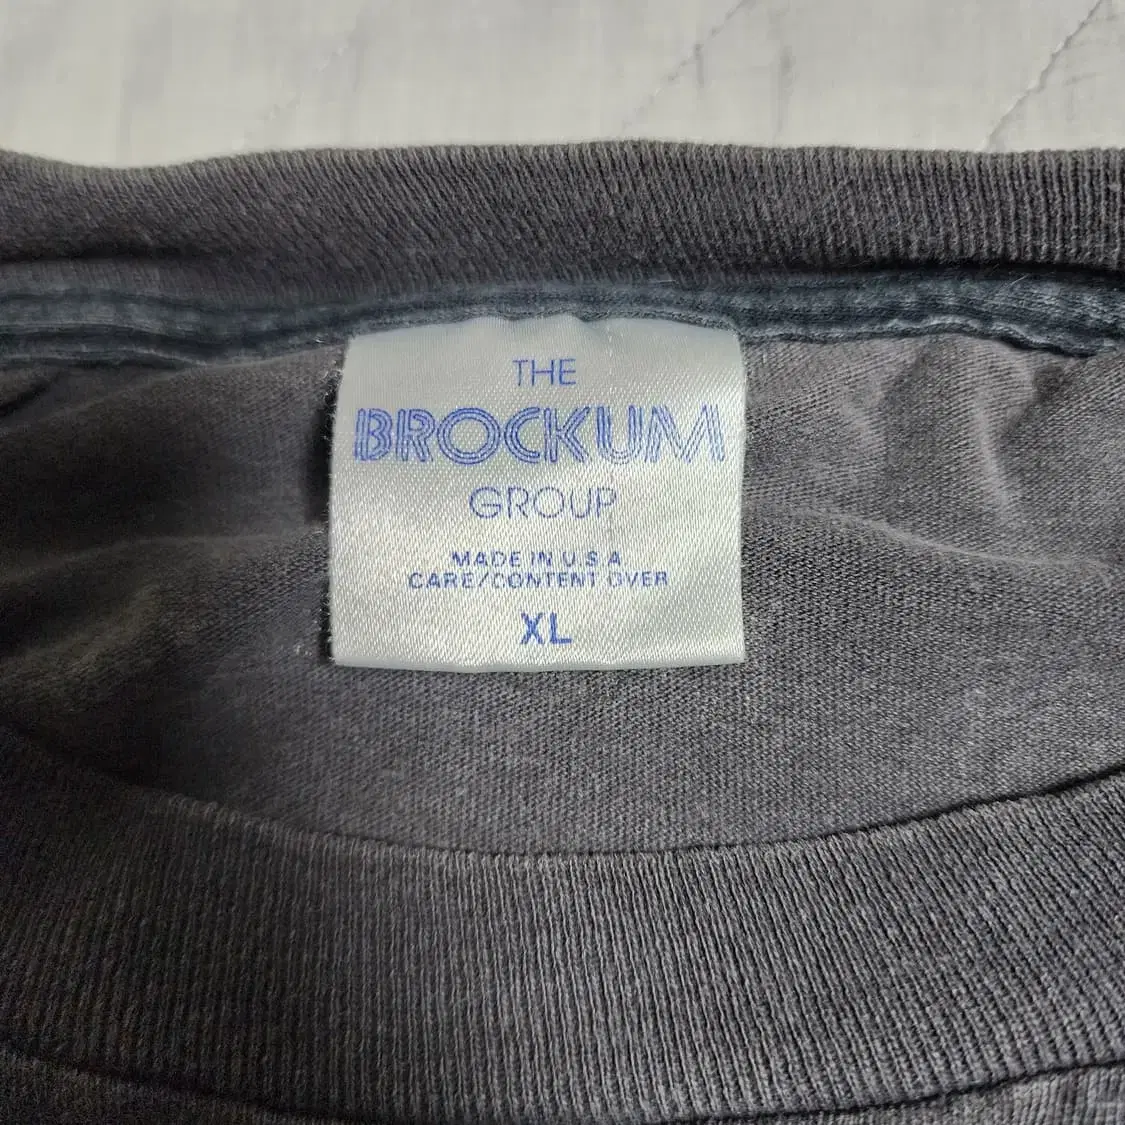 THE
BROCKUM
GROUP
MADE IN U.S.A
CARE/CONTENT OVER
XL